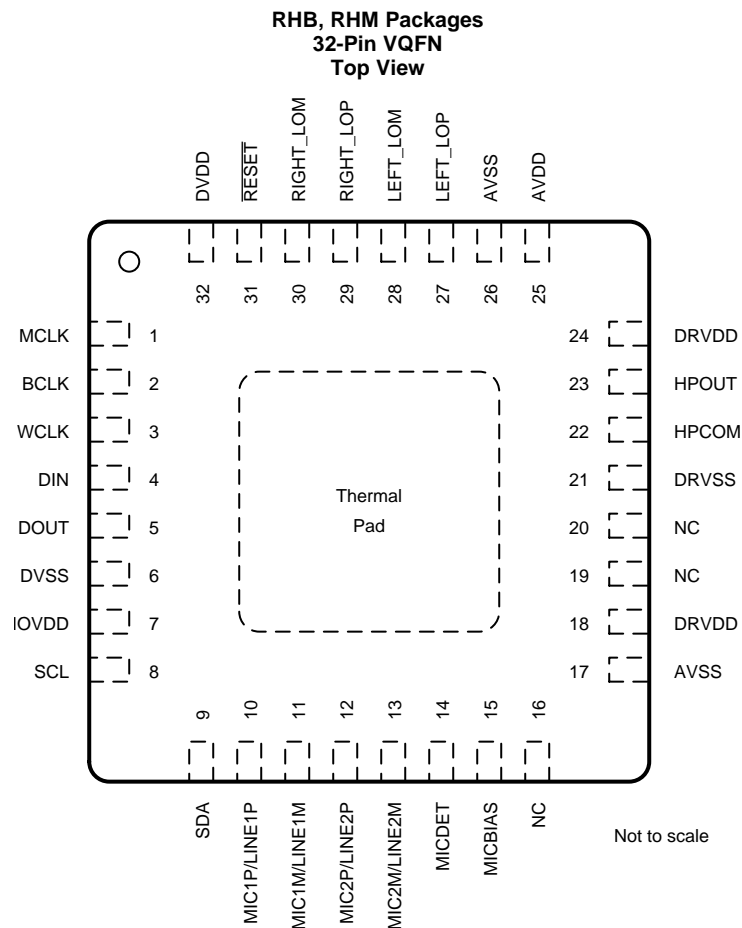 RHB, RHM Packages
32-Pin VQFN
Top View
DVDD
RESET
RIGHT_LOM
RIGHT_LOP
LEFT_LOM
LEFT_LOP
AVSS
AVDD
32
31
30
29
28
27
26
25
MCLK 1
BCLK 2
WCLK 3
DIN 4
DOUT 5
DVSS 6
IOVDD 7
SCL 8
24 DRVDD
23 HPOUT
22 HPCOM
21 DRVSS
20 NC
19 NC
18 DRVDD
17 AVSS
Thermal
Pad
9
10
11
12
13
14
15
16
SDA
MIC1P/LINE1P
MIC1M/LINE1M
MIC2P/LINE2P
MIC2M/LINE2M
MICDET
MICBIAS
NC
Not to scale